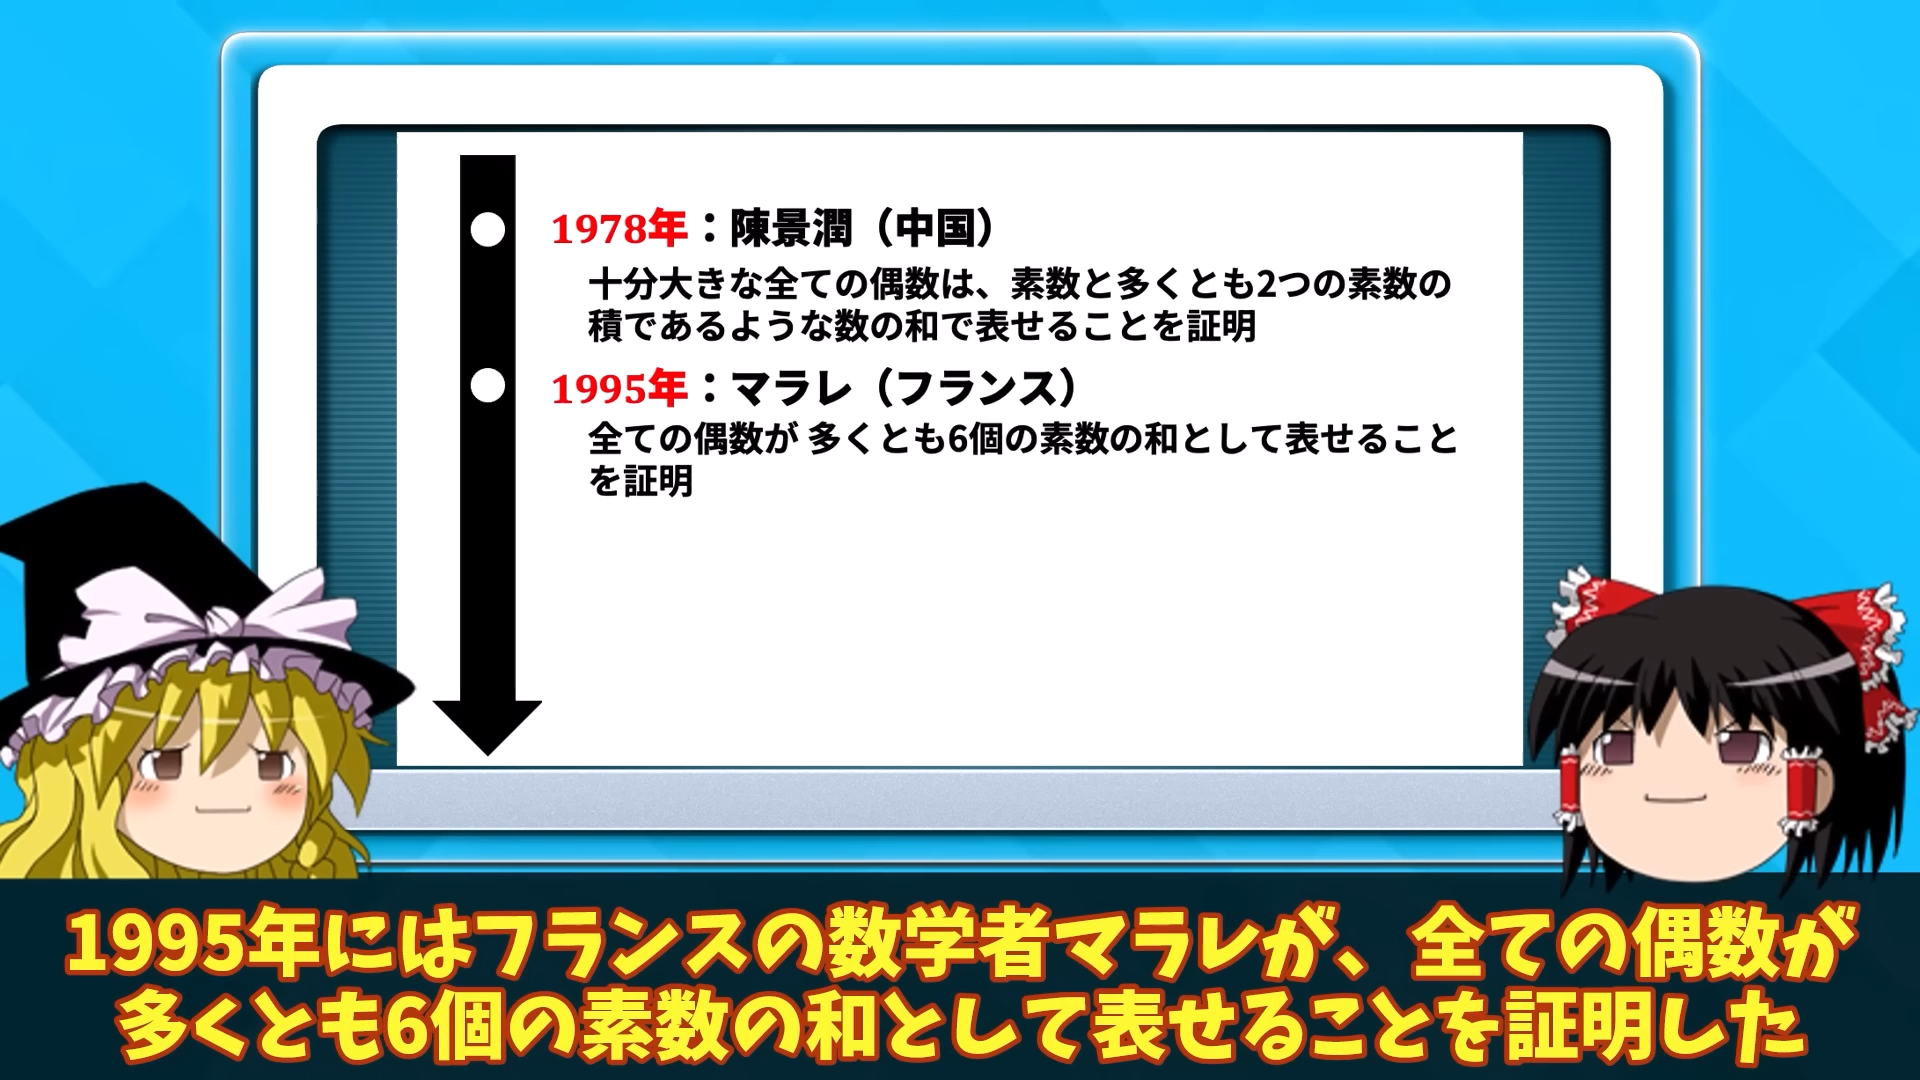 1978年：陳景潤（中国）
十分大きな全ての偶数は、素数と多くとも2つの素数の
積であるような数の和で表せることを証明
1995年：マラレ（フランス）
全ての偶数が 多くとも6個の素数の和として表せること
を証明
1995年にはフランスの数学者マラレが、全ての偶数が
多くとも6個の素数の和として表せることを証明した